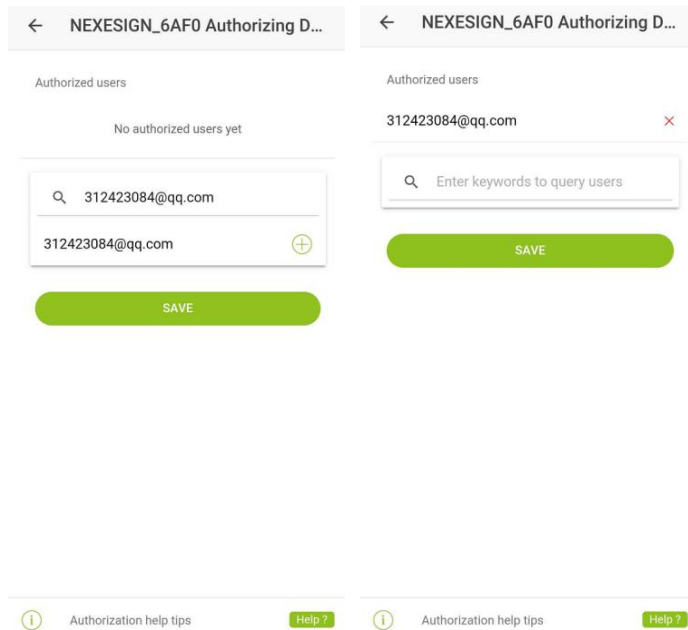 NEXESIGN_6AF0 Authorizing D...
Authorized users
No authorized users yet
312423084@qq.com
312423084@qq.com
SAVE
Authorization help tips
Help ?
NEXESIGN_6AF0 Authorizing D...
Authorized users
312423084@qq.com
Enter keywords to query users
SAVE
Authorization help tips
Help ?